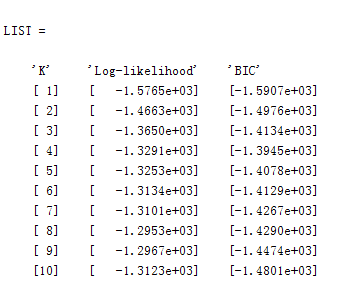 LIST =
'K' 'Log-likelihood' 'BIC'
[ 1] [ -1.5765e+03] [-1.5907e+03]
[ 2] [ -1.4663e+03] [-1.4976e+03]
[ 3] [ -1.3650e+03] [-1.4134e+03]
[ 4] [ -1.3291e+03] [-1.3945e+03]
[ 5] [ -1.3253e+03] [-1.4078e+03]
[ 6] [ -1.3134e+03] [-1.4129e+03]
[ 7] [ -1.3101e+03] [-1.4267e+03]
[ 8] [ -1.2953e+03] [-1.4290e+03]
[ 9] [ -1.2967e+03] [-1.4474e+03]
[10] [ -1.3123e+03] [-1.4801e+03]